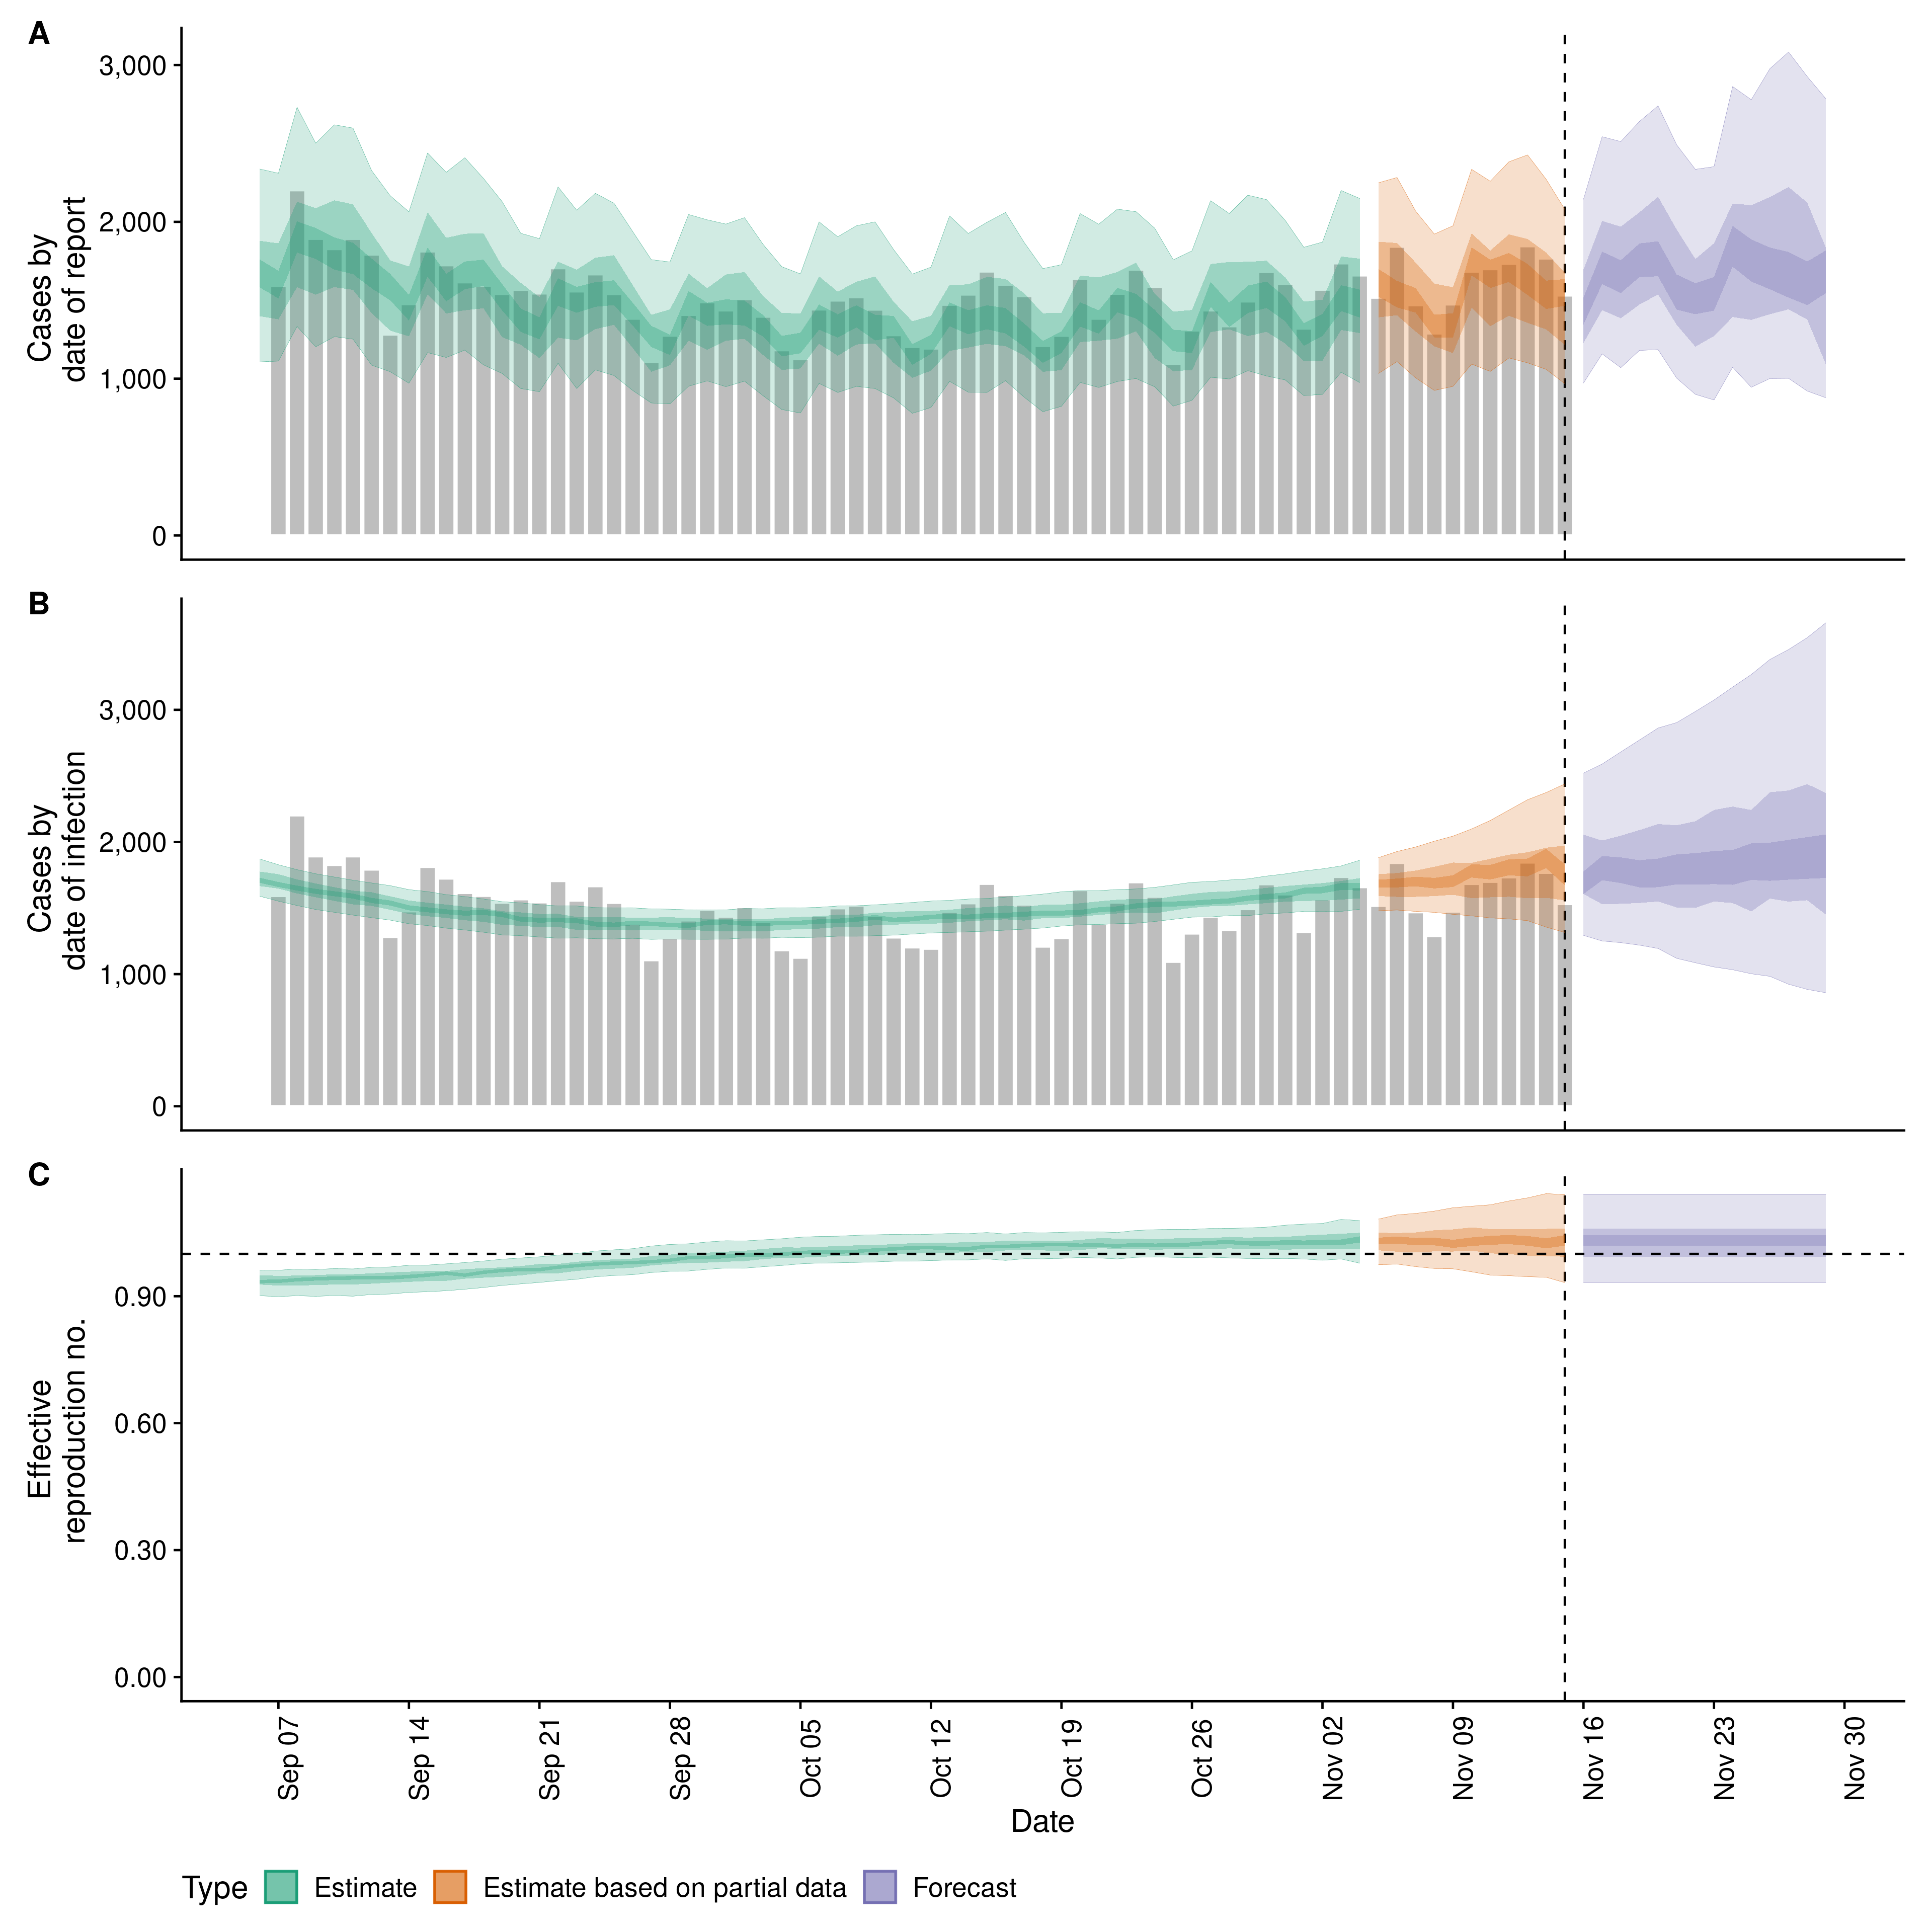 A
3,000
2,000
1,000
0
Cases by
date of report
B
3,000
2,000
1,000
0
Cases by
date of infection
C
0.90
0.60
0.30
0.00
Effective
reproduction no.
Sep 07
Sep 14
Sep 21
Sep 28
Oct 05
Oct 12
Oct 19
Oct 26
Nov 02
Nov 09
Nov 16
Nov 23
Nov 30
Date
Type Estimate Estimate based on partial data Forecast